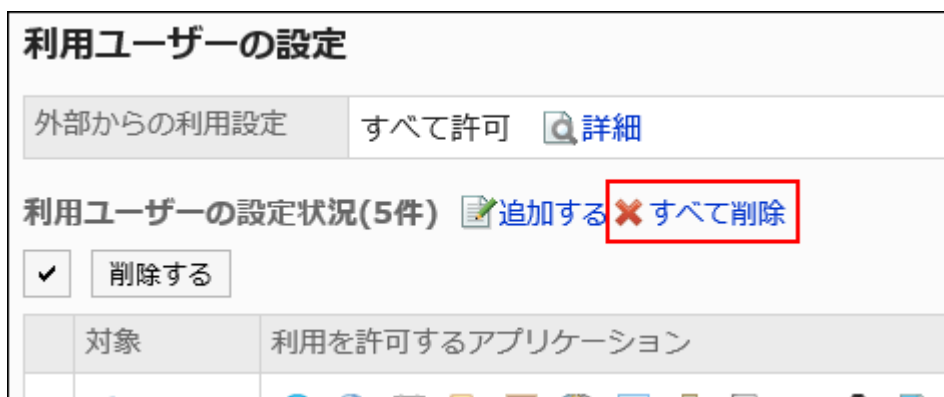 利用ユーザーの設定
外部からの利用設定 すべて許可 詳細
利用ユーザーの設定状況(5件) 追加する すべて削除
削除する
対象 利用を許可するアプリケーション